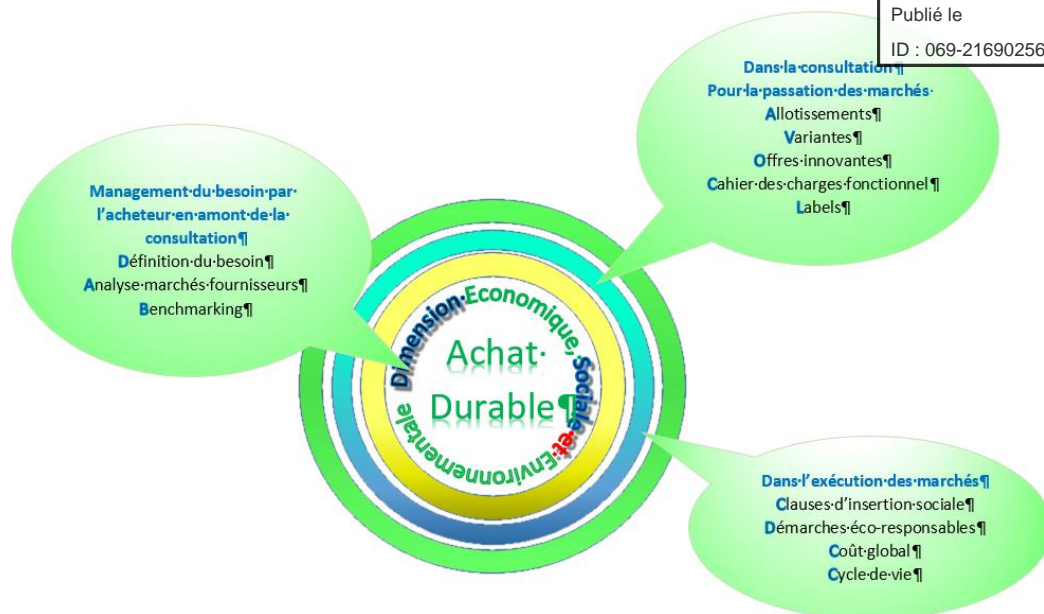 Publié le
ID : 069-21690256
Dans·la·consultation¶
Pour·la·passation·des·marchés·
Allotissements¶
Variantes¶
Offres·innovantes¶
Cahier·des·charges·fonctionnel¶
Labels¶
Management·du·besoin·par·
l'acheteur·en·amont·de·la·
consultation¶
Définition·du·besoin¶
Analyse·marchés·fournisseurs¶
Benchmarking¶
Dimension·Economique,·Sociale·et·Environnementale
Achat·
Durable¶
Dans·l'exécution·des·marchés¶
Clauses·d'insertion·sociale¶
Démarches·éco-responsables¶
Coût·global¶
Cycle·de·vie¶